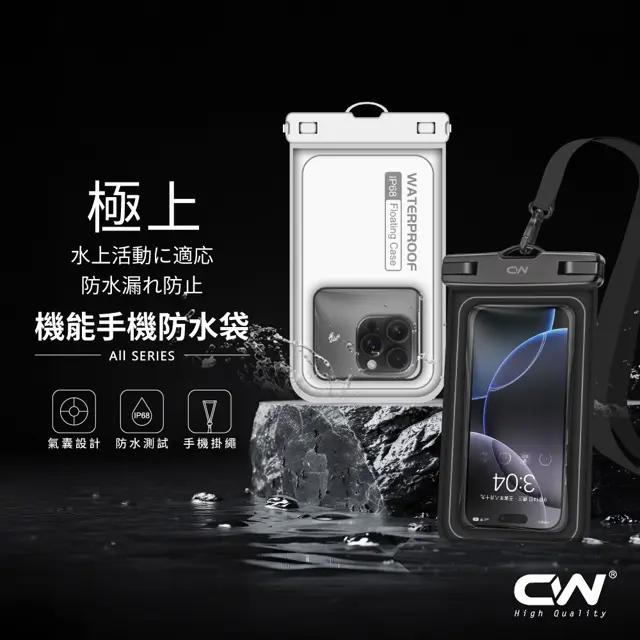 極上
水上活動に適応
防水漏れ防止
機能手機防水袋
All SERIES
IP68
氣囊設計
防水測試
手機掛繩
WATERPROOF
IP68 Floating Case
CW
3:04
CW®
High Quality